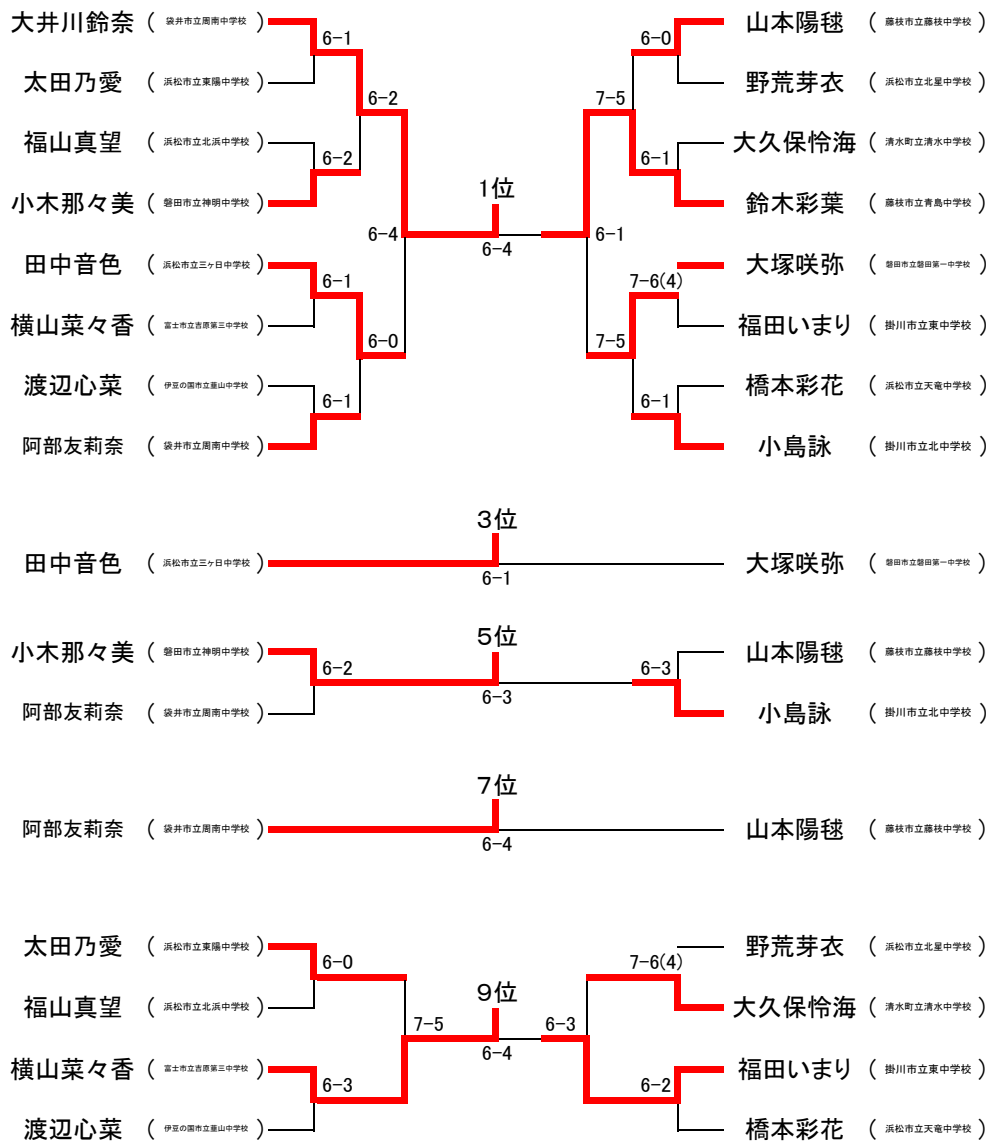 大井川鈴奈 ( 袋井市立周南中学校 ) 山本陽毬 ( 藤枝市立藤枝中学校 )
6-1 6-0
太田乃愛 ( 浜松市立東陽中学校 ) 野荒芽衣 ( 浜松市立北星中学校 )
6-2 7-5
福山真望 ( 浜松市立北浜中学校 ) 大久保怜海 ( 清水町立清水中学校 )
6-2 6-1
小木那々美 ( 磐田市立神明中学校 ) 1位 鈴木彩葉 ( 藤枝市立青島中学校 )
6-4 6-4 6-1
田中音色 ( 浜松市立三ヶ日中学校 ) 大塚咲弥 ( 磐田市立磐田第一中学校 )
6-1 7-6(4)
横山菜々香 ( 富士市立吉原第三中学校 ) 福田いまり ( 掛川市立東中学校 )
6-0 7-5
渡辺心菜 ( 伊豆の国市立韮山中学校 ) 橋本彩花 ( 浜松市立天竜中学校 )
6-1 6-1
阿部友莉奈 ( 袋井市立周南中学校 ) 小島詠 ( 掛川市立北中学校 )
3位
田中音色 ( 浜松市立三ヶ日中学校 ) 大塚咲弥 ( 磐田市立磐田第一中学校 )
6-1
5位
小木那々美 ( 磐田市立神明中学校 ) 山本陽毬 ( 藤枝市立藤枝中学校 )
6-2 6-3 6-3
阿部友莉奈 ( 袋井市立周南中学校 ) 小島詠 ( 掛川市立北中学校 )
7位
阿部友莉奈 ( 袋井市立周南中学校 ) 山本陽毬 ( 藤枝市立藤枝中学校 )
6-4
太田乃愛 ( 浜松市立東陽中学校 ) 野荒芽衣 ( 浜松市立北星中学校 )
6-0 7-6(4)
福山真望 ( 浜松市立北浜中学校 ) 9位 大久保怜海 ( 清水町立清水中学校 )
7-5 6-4 6-3
横山菜々香 ( 富士市立吉原第三中学校 ) 福田いまり ( 掛川市立東中学校 )
6-3 6-2
渡辺心菜 ( 伊豆の国市立韮山中学校 ) 橋本彩花 ( 浜松市立天竜中学校 )